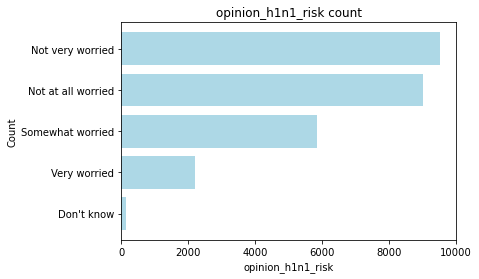 opinion_h1n1_risk count
Not very worried
Not at all worried
Somewhat worried
Very worried
Don't know
Count
0 2000 4000 6000 8000 10000
opinion_h1n1_risk